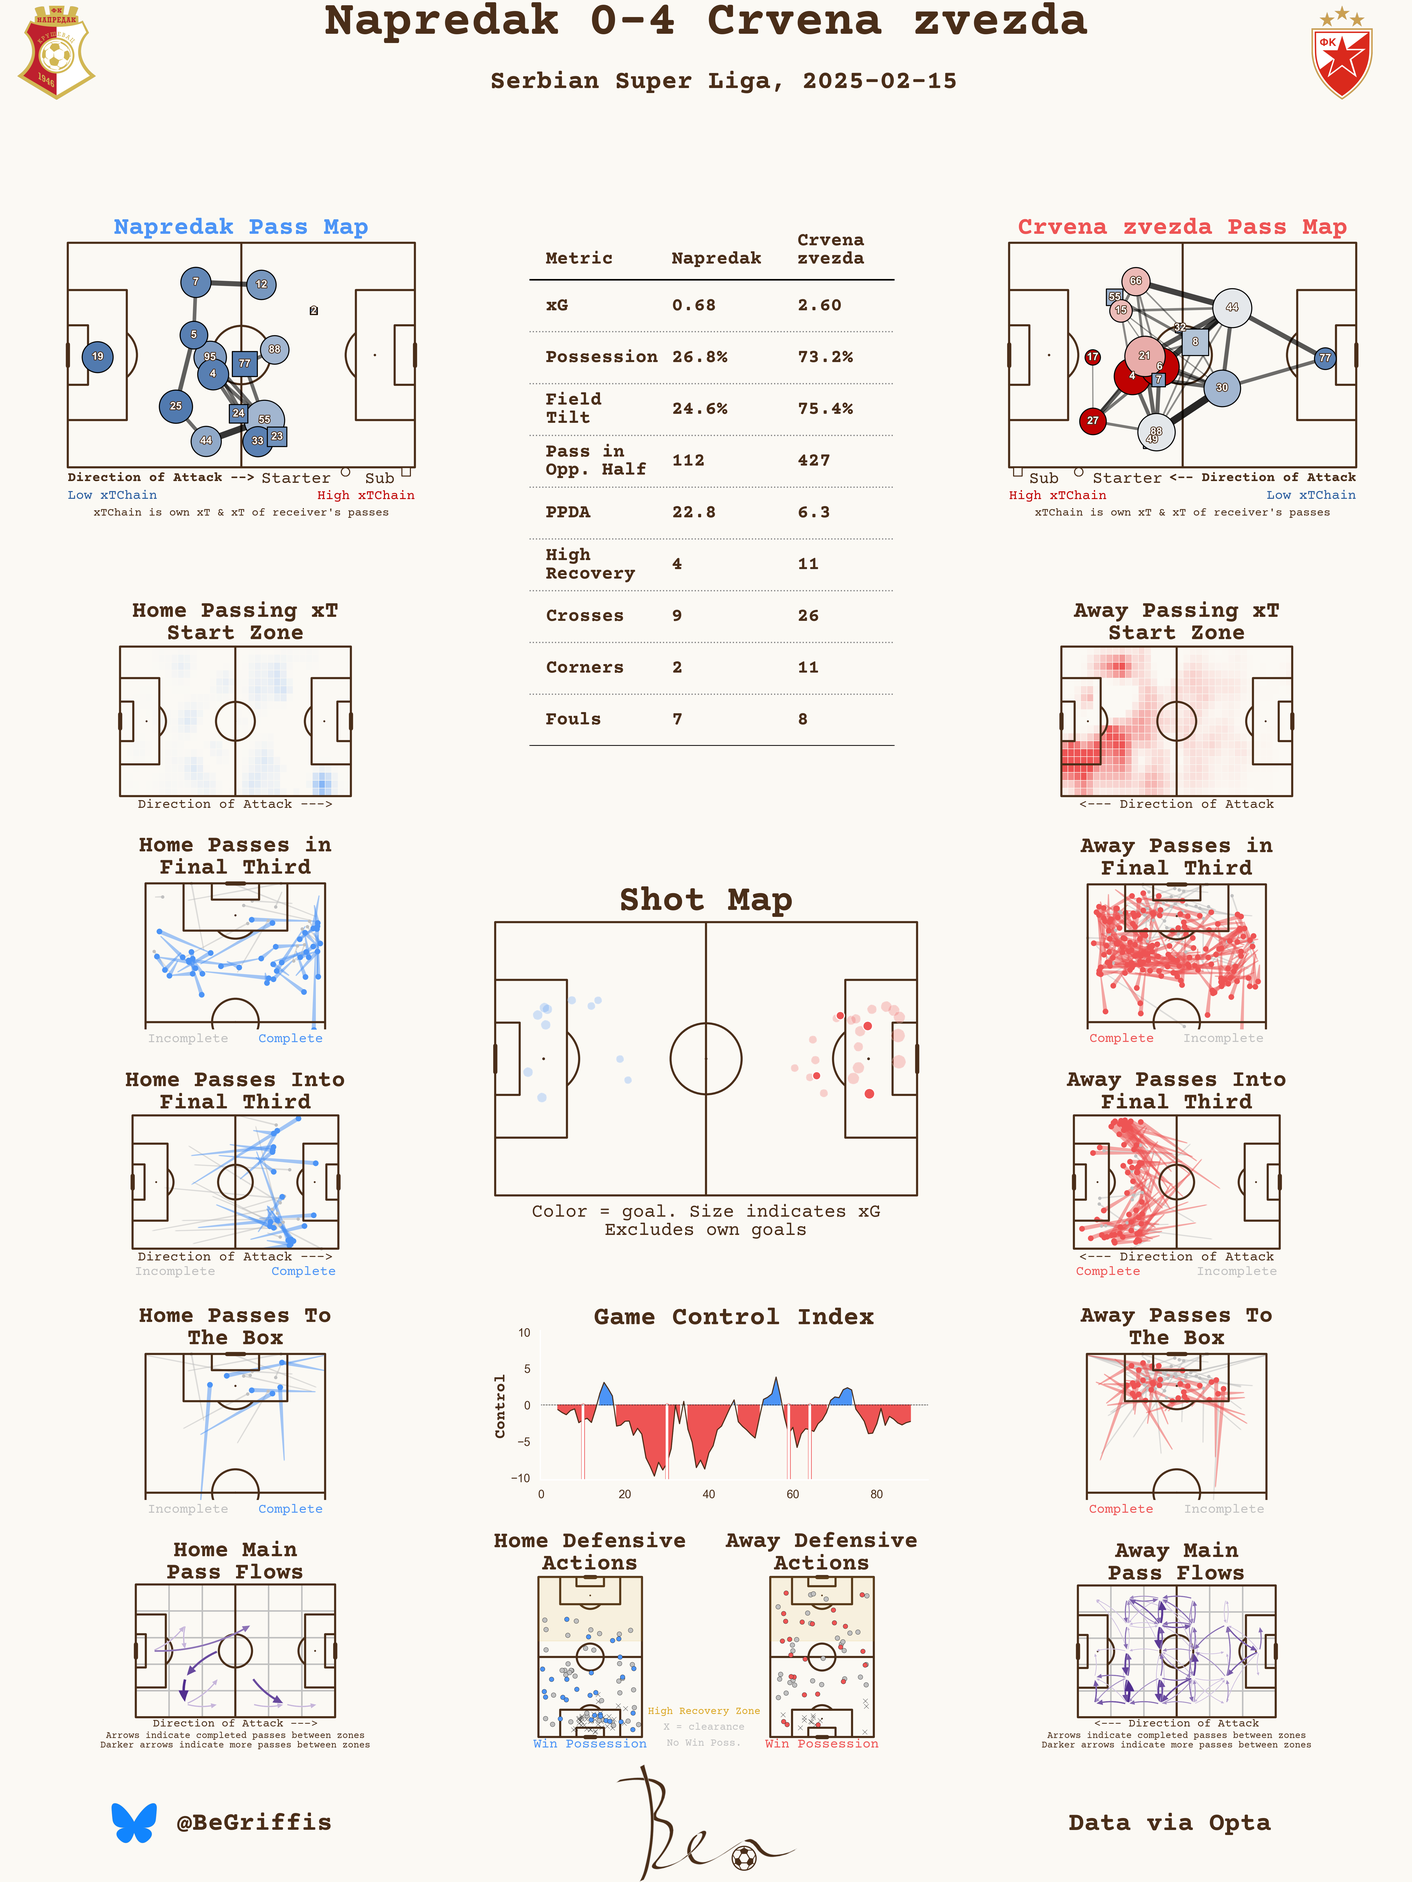 Napredak 0-4 Crvena zvezda
Serbian Super Liga, 2025-02-15
ФК
НАПРЕДАК
КРУШЕВАЦ
1946
ФК
Napredak Pass Map
7
12
2
5
95
88
19
77
4
25
24
55
44
33
23
Direction of Attack --> Starter Sub
Low xTChain High xTChain
xTChain is own xT & xT of receiver's passes
Metric Napredak Crvena zvezda
xG 0.68 2.60
Possession 26.8% 73.2%
Field Tilt 24.6% 75.4%
Pass in Opp. Half 112 427
PPDA 22.8 6.3
High Recovery 4 11
Crosses 9 26
Corners 2 11
Fouls 7 8
Crvena zvezda Pass Map
66
55
15
44
32
8
21
17
77
6
4
7
30
27
88
49
Sub Starter <-- Direction of Attack
High xTChain Low xTChain
xTChain is own xT & xT of receiver's passes
Home Passing xT
Start Zone
Direction of Attack --->
Away Passing xT
Start Zone
<--- Direction of Attack
Home Passes in
Final Third
Incomplete Complete
Away Passes in
Final Third
Complete Incomplete
Shot Map
Color = goal. Size indicates xG
Excludes own goals
Home Passes Into
Final Third
Direction of Attack --->
Incomplete Complete
Away Passes Into
Final Third
<--- Direction of Attack
Complete Incomplete
Home Passes To
The Box
Incomplete Complete
Game Control Index
Control
10
5
0
−5
−10
0 20 40 60 80
Away Passes To
The Box
Complete Incomplete
Home Main
Pass Flows
Direction of Attack --->
Arrows indicate completed passes between zones
Darker arrows indicate more passes between zones
Home Defensive
Actions
Win Possession
High Recovery Zone
X = clearance
No Win Poss.
Away Defensive
Actions
Win Possession
Away Main
Pass Flows
<--- Direction of Attack
Arrows indicate completed passes between zones
Darker arrows indicate more passes between zones
@BeGriffis
Ben
Data via Opta